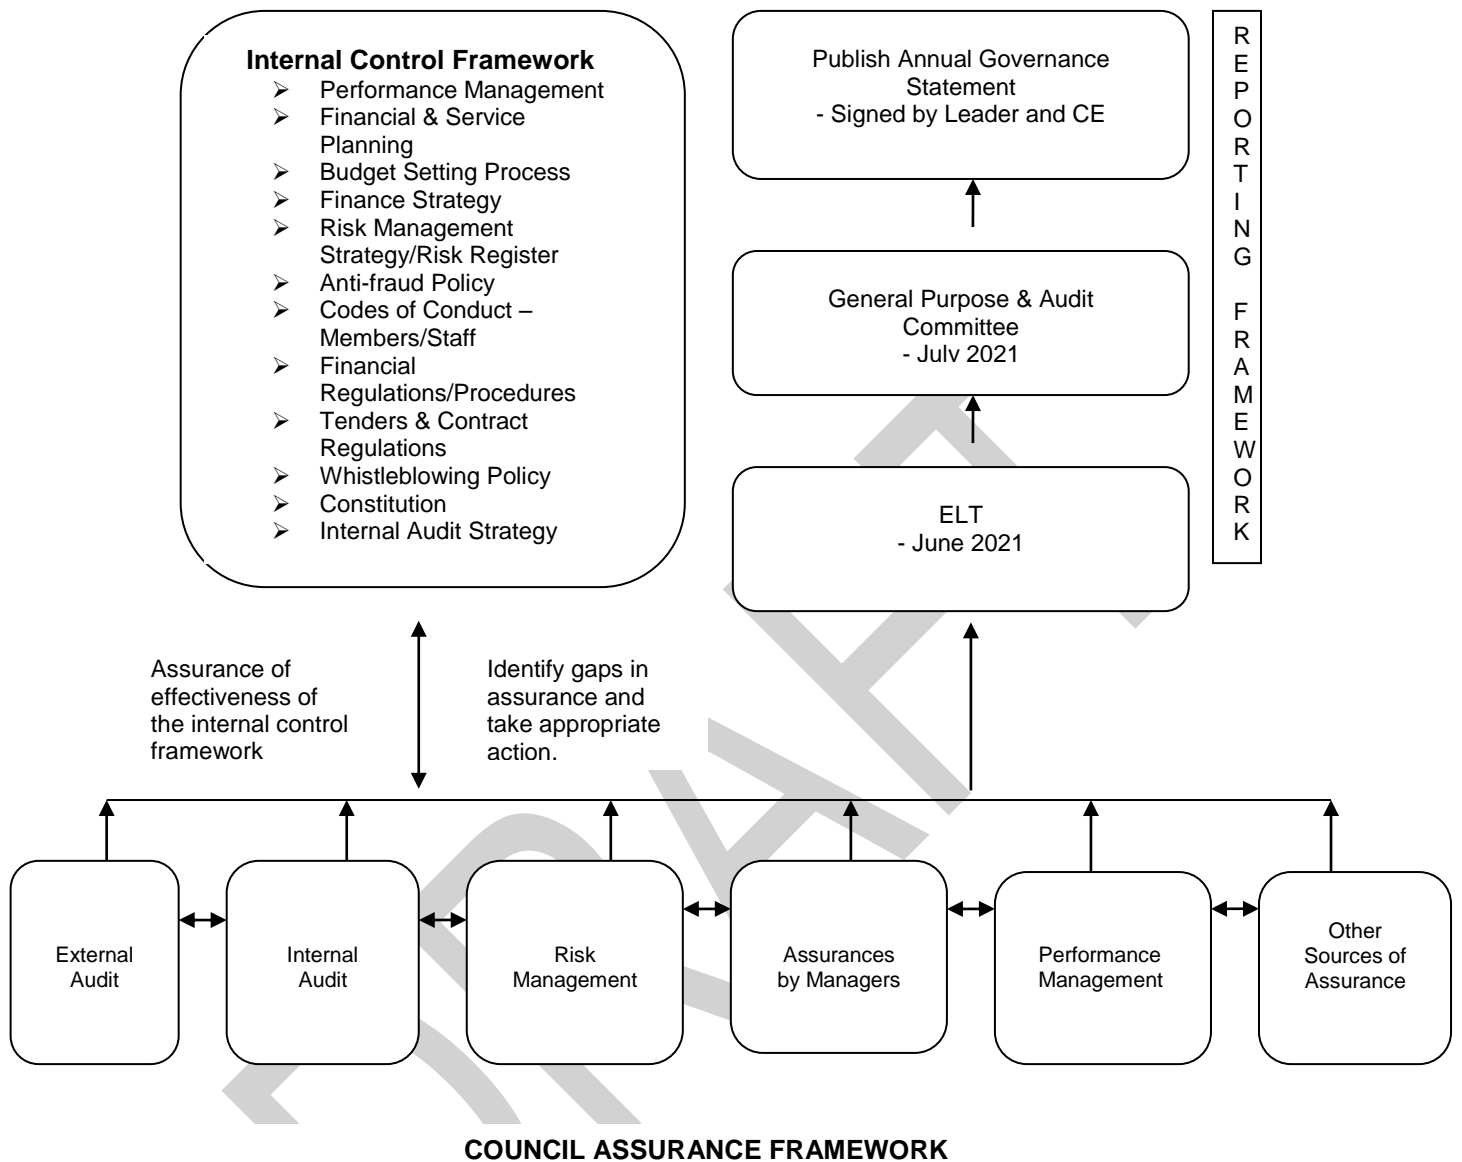 Internal Control Framework
➢ Performance Management
➢ Financial & Service
Planning
➢ Budget Setting Process
➢ Finance Strategy
➢ Risk Management
Strategy/Risk Register
➢ Anti-fraud Policy
➢ Codes of Conduct –
Members/Staff
➢ Financial
Regulations/Procedures
➢ Tenders & Contract
Regulations
➢ Whistleblowing Policy
➢ Constitution
➢ Internal Audit Strategy
Publish Annual Governance
Statement
- Signed by Leader and CE
General Purpose & Audit
Committee
- July 2021
ELT
- June 2021
REPORTING FRAMEWORK
Assurance of
effectiveness of
the internal control
framework
Identify gaps in
assurance and
take appropriate
action.
External
Audit
Internal
Audit
Risk
Management
Assurances
by Managers
Performance
Management
Other
Sources of
Assurance
DRAFT
COUNCIL ASSURANCE FRAMEWORK